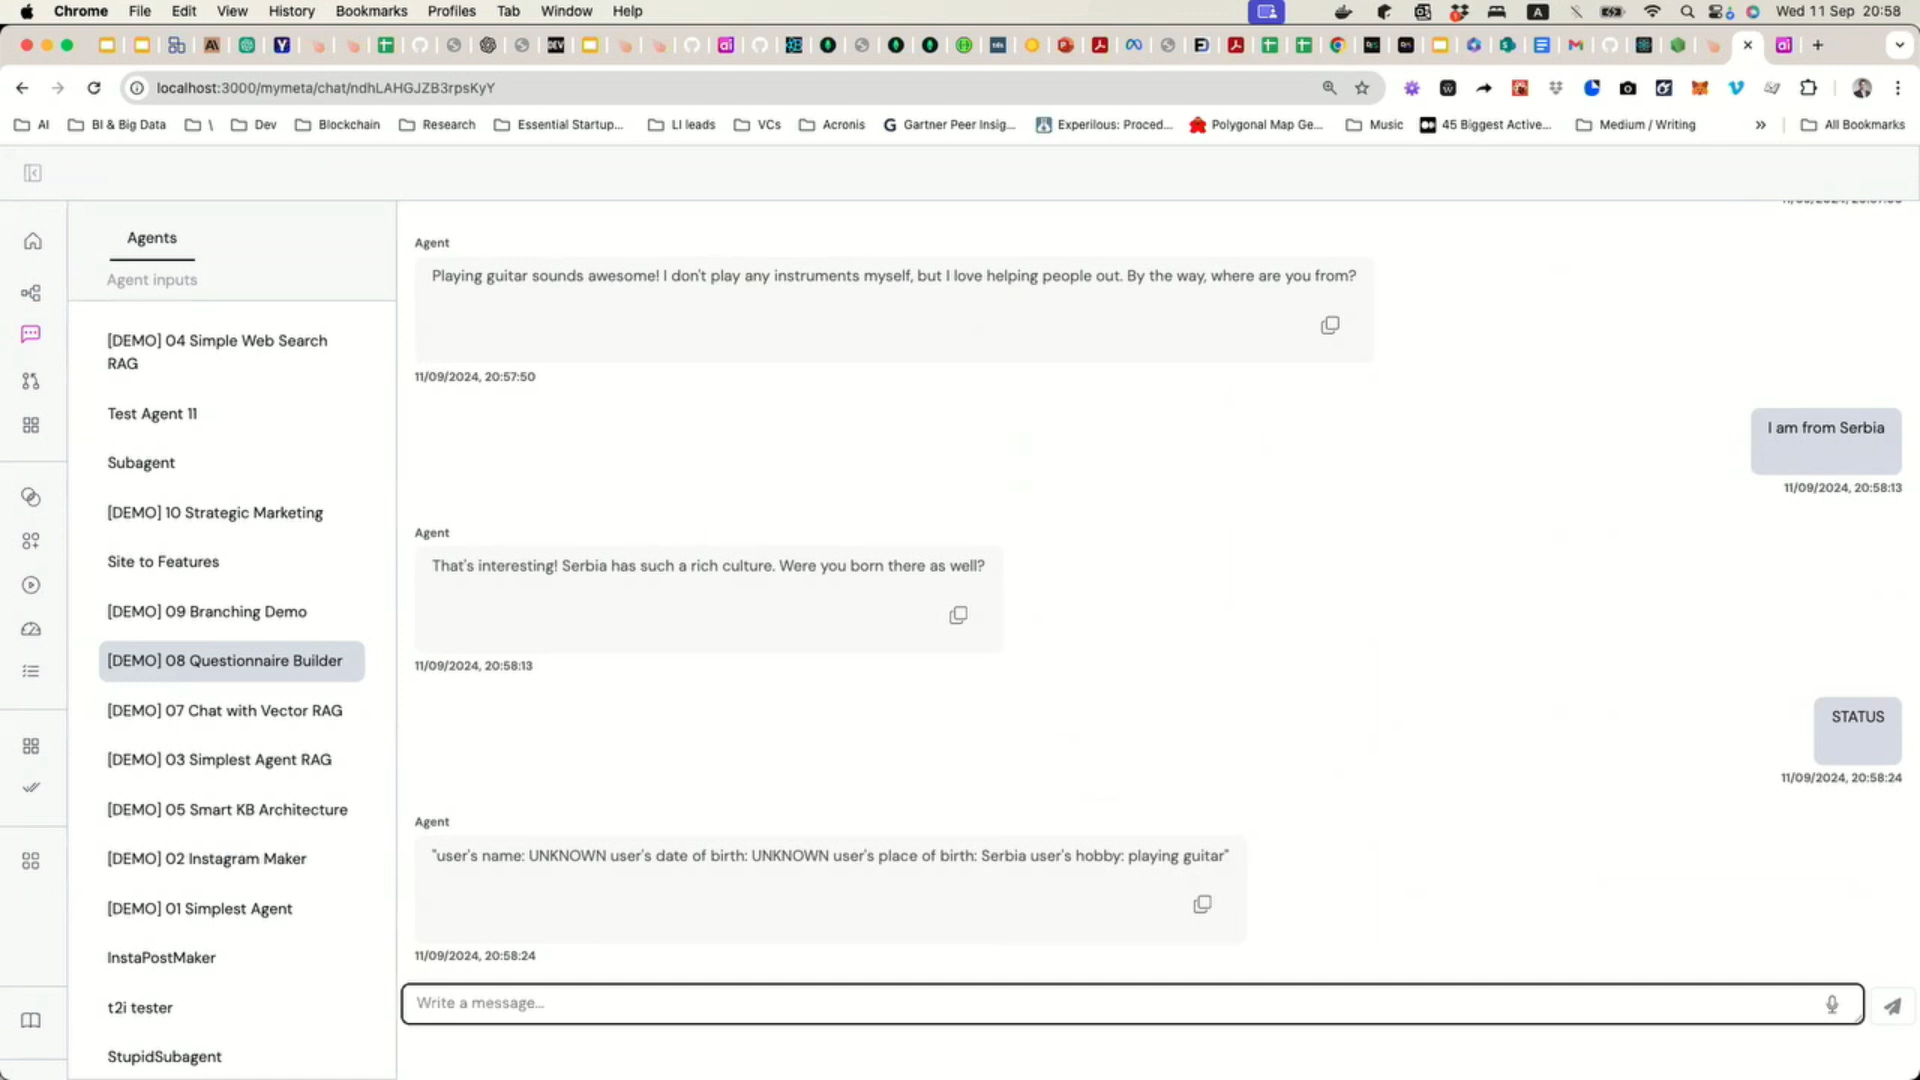 Chrome File Edit View History Bookmarks Profiles Tab Window Help
A
Wed 11 Sep 20:58
localhost:3000/mymeta/chat/ndhLAHGJZB3rpsKyY
AI
BI & Big Data
\
Dev
Blockchain
Research
Essential Startup...
LI leads
VCs
Acronis
Gartner Peer Insig...
Experilous: Proced...
Polygonal Map Ge...
Music
45 Biggest Active...
Medium / Writing
»
All Bookmarks
Agents
Agent inputs
[DEMO] 04 Simple Web Search
RAG
Test Agent 11
Subagent
[DEMO] 10 Strategic Marketing
Site to Features
[DEMO] 09 Branching Demo
[DEMO] 08 Questionnaire Builder
[DEMO] 07 Chat with Vector RAG
[DEMO] 03 Simplest Agent RAG
[DEMO] 05 Smart KB Architecture
[DEMO] 02 Instagram Maker
[DEMO] 01 Simplest Agent
InstaPostMaker
t2i tester
StupidSubagent
Agent
Playing guitar sounds awesome! I don't play any instruments myself, but I love helping people out. By the way, where are you from?
11/09/2024, 20:57:50
I am from Serbia
11/09/2024, 20:58:13
Agent
That's interesting! Serbia has such a rich culture. Were you born there as well?
11/09/2024, 20:58:13
STATUS
11/09/2024, 20:58:24
Agent
"user's name: UNKNOWN user's date of birth: UNKNOWN user's place of birth: Serbia user's hobby: playing guitar"
11/09/2024, 20:58:24
Write a message...